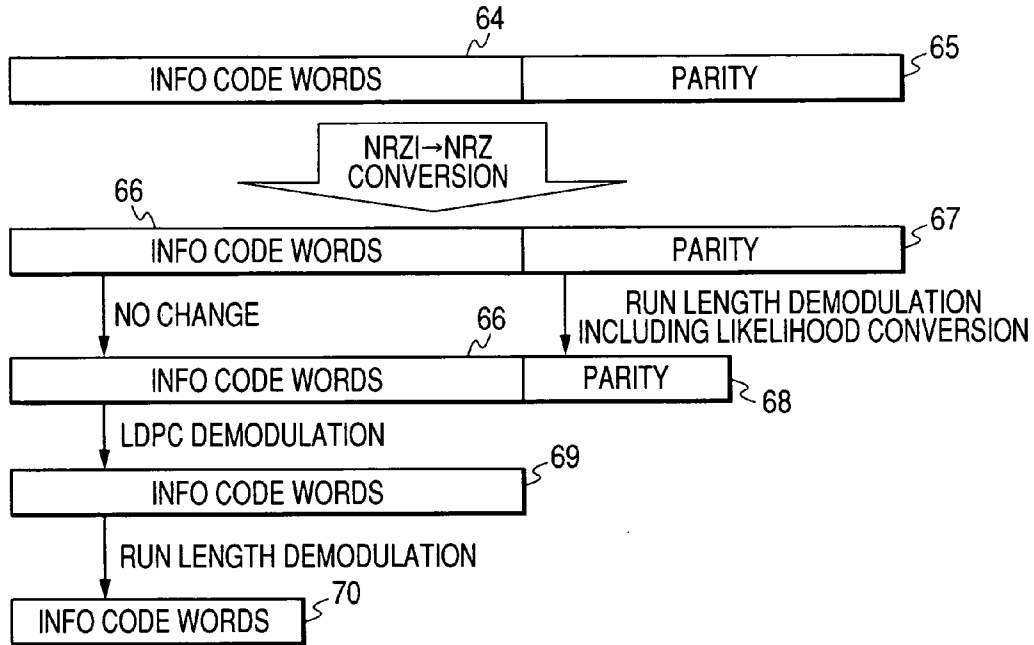 64
65
INFO CODE WORDS
PARITY
NRZI→NRZ
CONVERSION
66
67
INFO CODE WORDS
PARITY
NO CHANGE
RUN LENGTH DEMODULATION
INCLUDING LIKELIHOOD CONVERSION
66
INFO CODE WORDS
PARITY
68
LDPC DEMODULATION
69
INFO CODE WORDS
RUN LENGTH DEMODULATION
70
INFO CODE WORDS